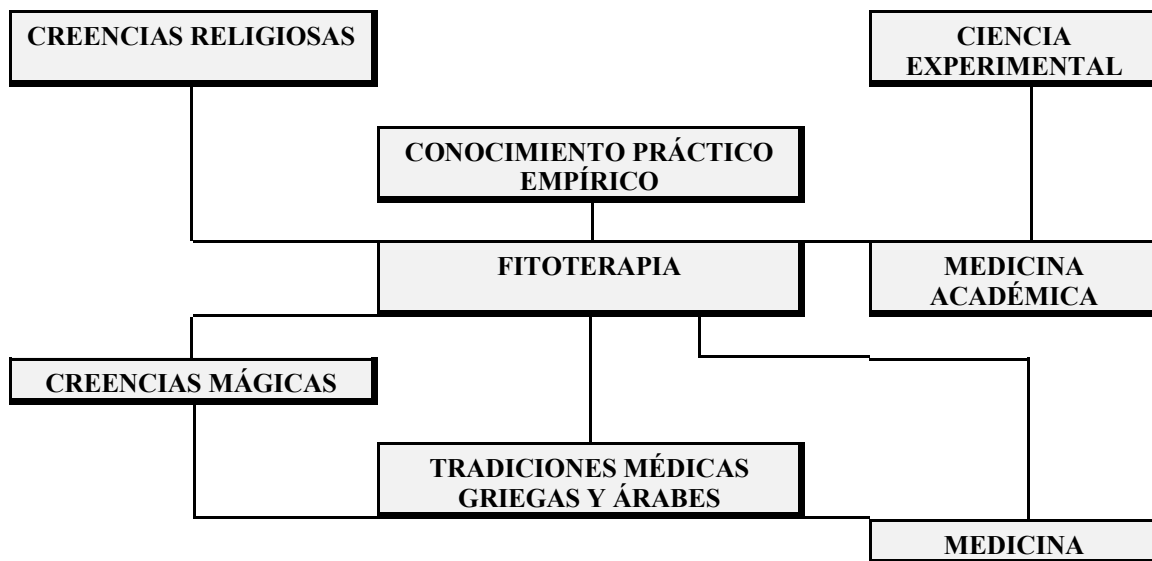 CREENCIAS RELIGIOSAS
CIENCIA
EXPERIMENTAL
CONOCIMIENTO PRÁCTICO
EMPÍRICO
FITOTERAPIA
MEDICINA
ACADÉMICA
CREENCIAS MÁGICAS
TRADICIONES MÉDICAS
GRIEGAS Y ÁRABES
MEDICINA